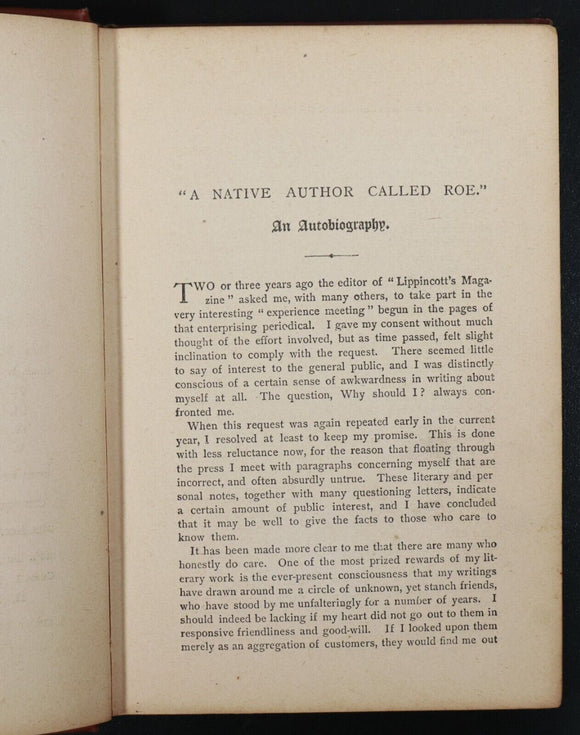 "A NATIVE AUTHOR CALLED ROE."
An Autobiography.
TWO or three years ago the editor of "Lippincott's Maga-
zine" asked me, with many others, to take part in the
very interesting "experience meeting" begun in the pages of
that enterprising periodical. I gave my consent without much
thought of the effort involved, but as time passed, felt slight
inclination to comply with the request. There seemed little
to say of interest to the general public, and I was distinctly
conscious of a certain sense of awkwardness in writing about
myself at all. The question, Why should I? always con-
fronted me.
When this request was again repeated early in the current
year, I resolved at least to keep my promise. This is done
with less reluctance now, for the reason that floating through
the press I meet with paragraphs concerning myself that are
incorrect, and often absurdly untrue. These literary and per
sonal notes, together with many questioning letters, indicate
a certain amount of public interest, and I have concluded
that it may be well to give the facts to those who care to
know them.
It has been made more clear to me that there are many who
honestly do care. One of the most prized rewards of my lit-
erary work is the ever-present consciousness that my writings
have drawn around me a circle of unknown, yet stanch friends,
who have stood by me unfalteringly for a number of years. I
should indeed be lacking if my heart did not go out to them in
responsive friendliness and good-will. If I looked upon them
merely as an aggregation of customers, they would find me out